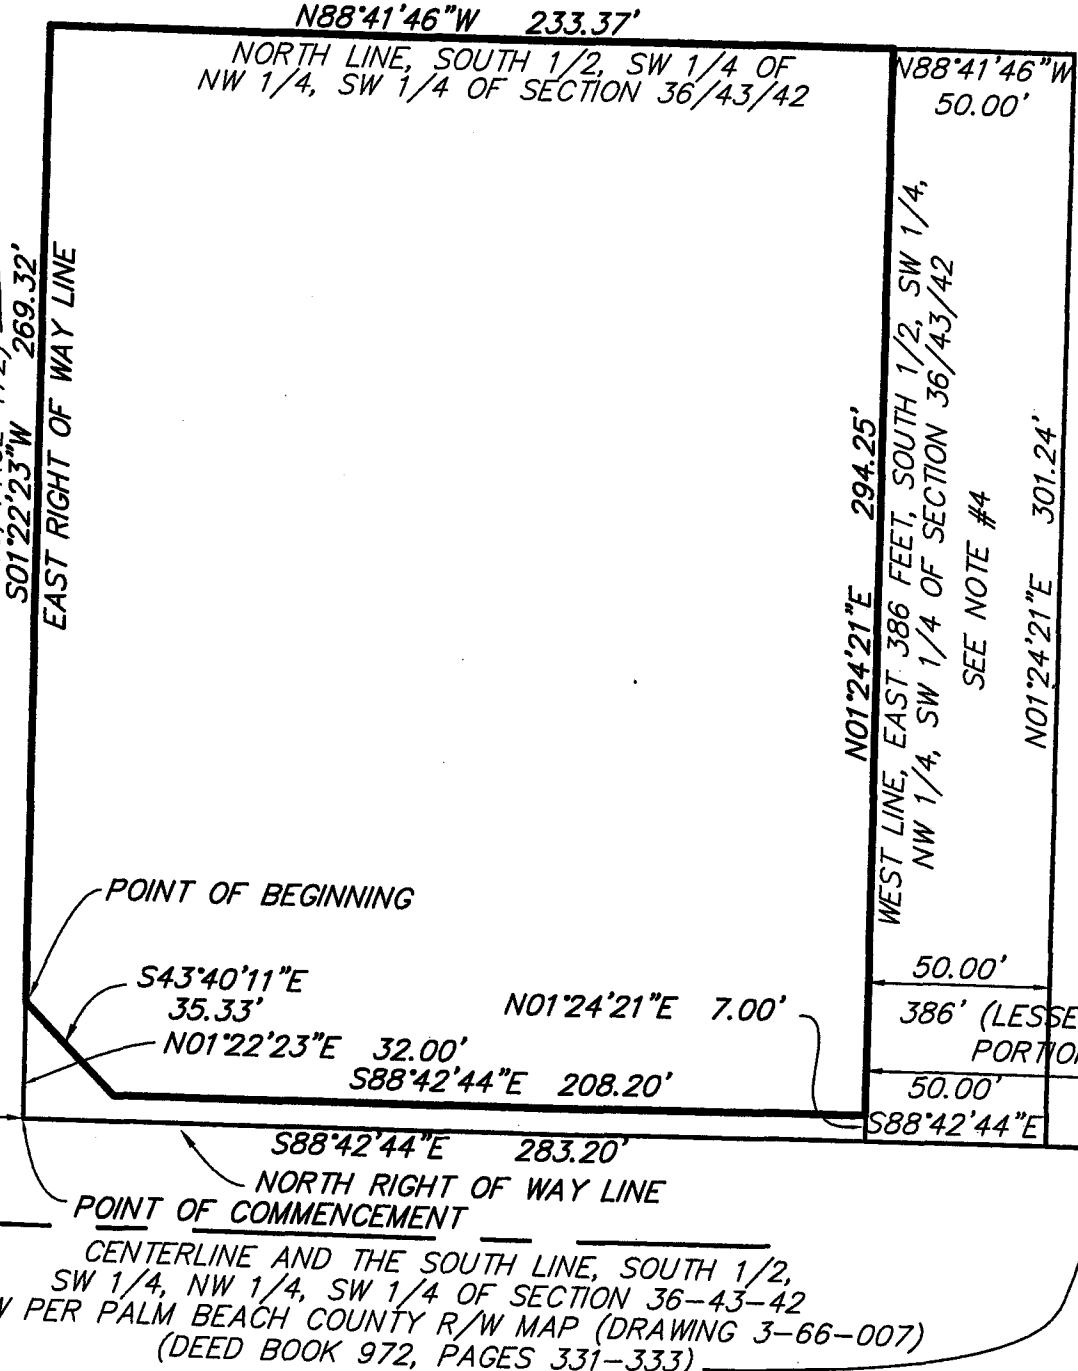 N88°41'46"W 233.37'
NORTH LINE, SOUTH 1/2, SW 1/4 OF
NW 1/4, SW 1/4 OF SECTION 36/43/42
N88°41'46"W
50.00'
S01°22'23"W 269.32'
EAST RIGHT OF WAY LINE
N01°24'21"E 294.25'
WEST LINE, EAST 386 FEET, SOUTH 1/2, SW 1/4,
NW 1/4, SW 1/4 OF SECTION 36/43/42
SEE NOTE #4
N01°24'21"E 301.24'
POINT OF BEGINNING
S43°40'11"E
35.33'
N01°22'23"E 32.00'
N01°24'21"E 7.00'
50.00'
386' (LESSE
PORTION
S88°42'44"E 208.20'
50.00'
S88°42'44"E
S88°42'44"E 283.20'
NORTH RIGHT OF WAY LINE
POINT OF COMMENCEMENT
CENTERLINE AND THE SOUTH LINE, SOUTH 1/2,
SW 1/4, NW 1/4, SW 1/4 OF SECTION 36-43-42
PER PALM BEACH COUNTY R/W MAP (DRAWING 3-66-007)
(DEED BOOK 972, PAGES 331-333)